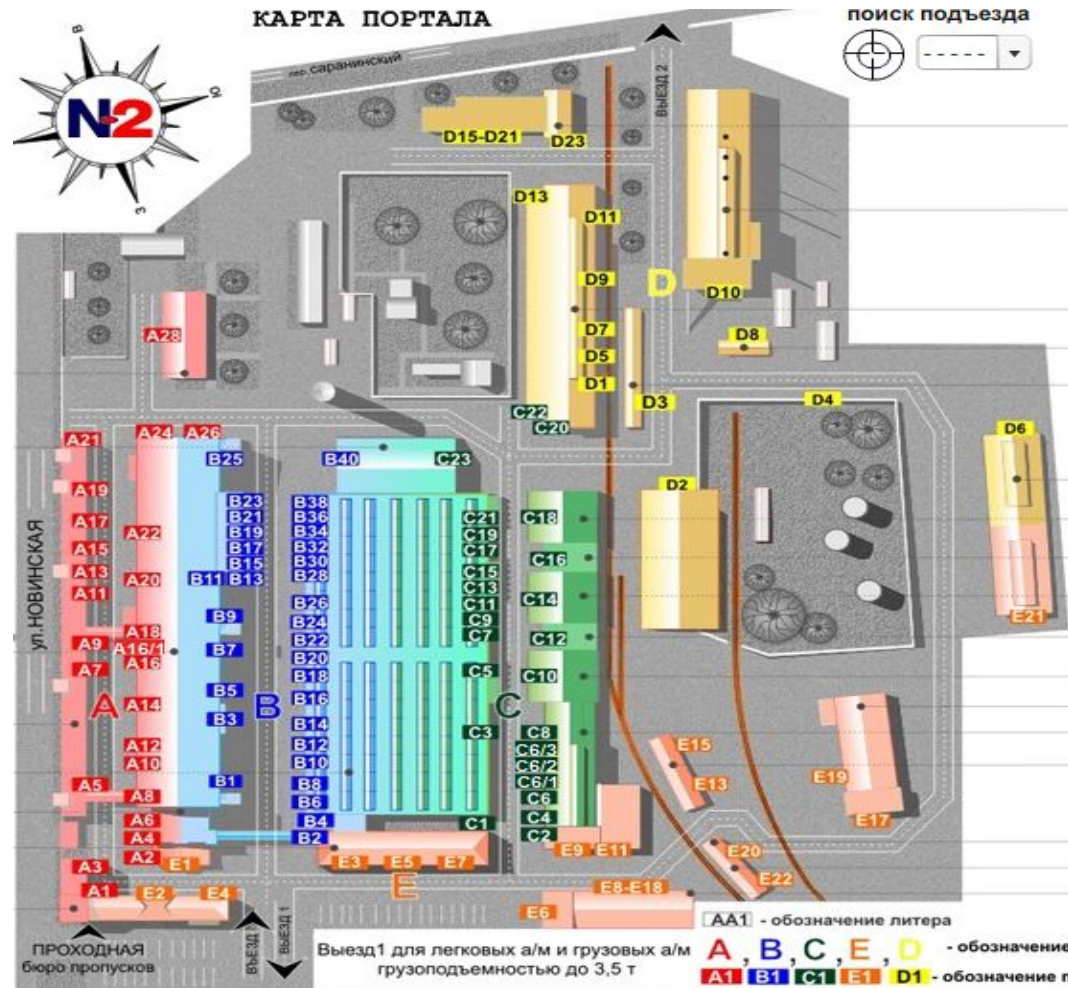 КАРТА ПОРТАЛА
поиск подъезда
------
В
Ю
З
N-2
пер. саранинский
ВЫЕЗД 2
D15-D21
D23
D13
D11
D9
D
D10
D7
D8
D5
D1
D3
D4
A28
C22
C20
A21
A24
A26
B25
B40
C23
D6
D2
A19
A17
A15
A13
A11
A9
A7
A5
A3
A1
ул.НОВИНСКАЯ
A22
A20
A18
A16/1
A16
A14
A12
A10
A8
A6
A4
A2
A
B23
B21
B19
B17
B15
B11
B13
B9
B7
B5
B3
B1
B
B38
B36
B34
B32
B30
B28
B26
B24
B22
B20
B18
B16
B14
B12
B10
B8
B6
B4
B2
C21
C19
C17
C15
C13
C11
C9
C7
C5
C3
C1
C
C18
C16
C14
C12
C10
C8
C6/3
C6/2
C6/1
C6
C4
C2
E21
E15
E13
E19
E17
E20
E22
E1
E3
E5
E7
E9
E11
E
E2
E4
E6
E8-E18
ПРОХОДНАЯ
бюро пропусков
ВЪЕЗД 1
ВЫЕЗД 1
Выезд1 для легковых а/м и грузовых а/м
грузоподъемностью до 3,5 т
AA1 - обозначение литера
A , B , C , E , D - обозначение
A1 B1 C1 E1 D1 - обозначение п